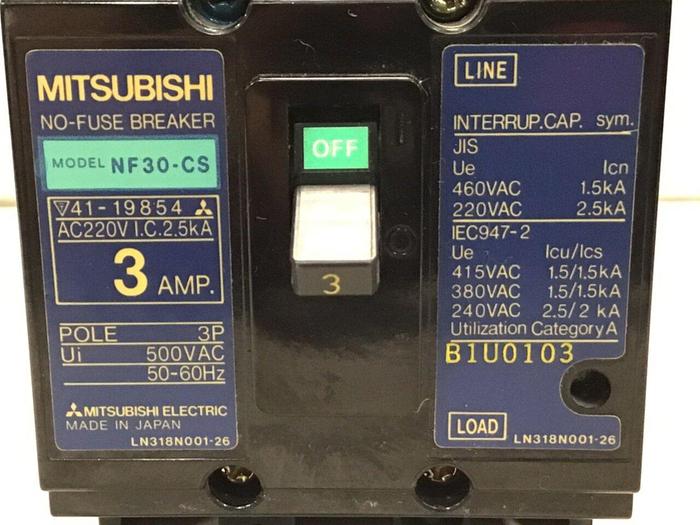 MITSUBISHI
NO-FUSE BREAKER
MODEL NF30-CS
▽41-19854
AC220V I.C.2.5kA
3 AMP.
POLE 3P
Ui 500VAC
50-60Hz
MITSUBISHI ELECTRIC
MADE IN JAPAN
LN318N001-26
OFF
3
LINE
INTERRUP.CAP. sym.
JIS
Ue Icn
460VAC 1.5kA
220VAC 2.5kA
IEC947-2
Ue Icu/Ics
415VAC 1.5/1.5kA
380VAC 1.5/1.5kA
240VAC 2.5/2 kA
Utilization Category A
B1U0103
LOAD
LN318N001-26